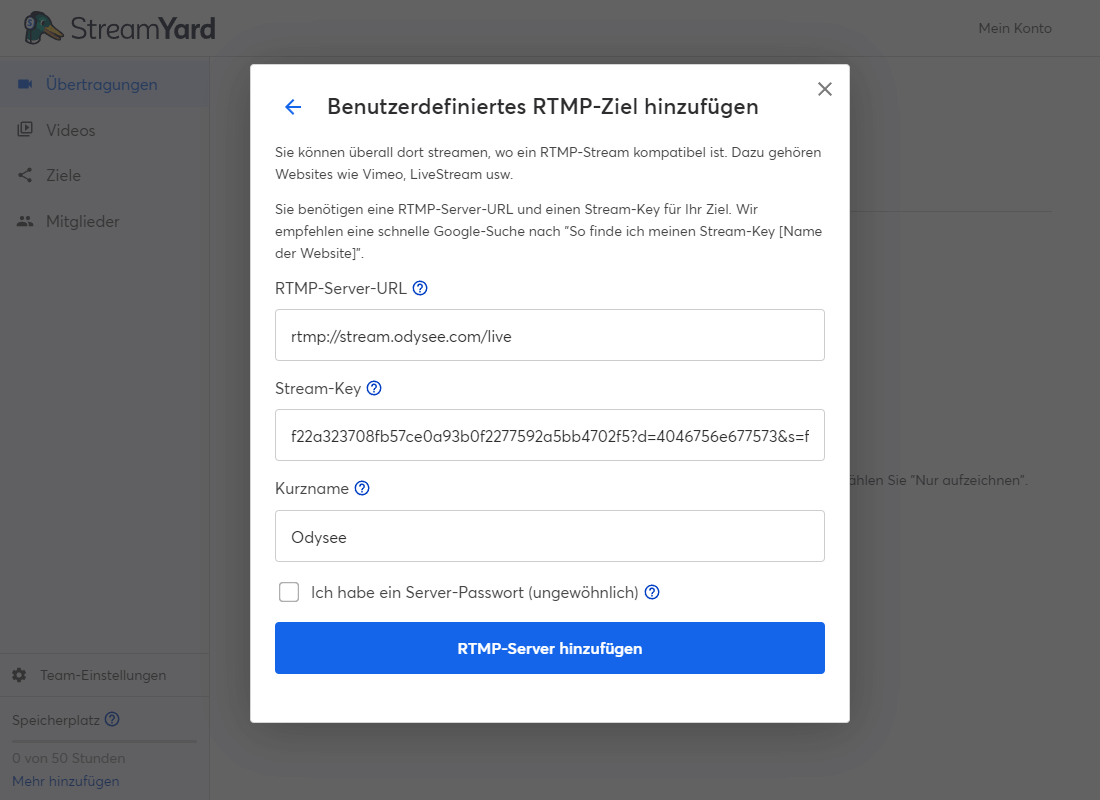 StreamYard
Mein Konto
Übertragungen
Videos
Ziele
Mitglieder
Team-Einstellungen
Speicherplatz
0 von 50 Stunden
Mehr hinzufügen
Benutzerdefiniertes RTMP-Ziel hinzufügen
Sie können überall dort streamen, wo ein RTMP-Stream kompatibel ist. Dazu gehören
Websites wie Vimeo, LiveStream usw.
Sie benötigen eine RTMP-Server-URL und einen Stream-Key für Ihr Ziel. Wir
empfehlen eine schnelle Google-Suche nach "So finde ich meinen Stream-Key [Name
der Website]".
RTMP-Server-URL
rtmp://stream.odysee.com/live
Stream-Key
f22a323708fb57ce0a93b0f2277592a5bb4702f5?d=4046756e677573&s=f
Kurzname
Odysee
Ich habe ein Server-Passwort (ungewöhnlich)
RTMP-Server hinzufügen
ählen Sie "Nur aufzeichnen".